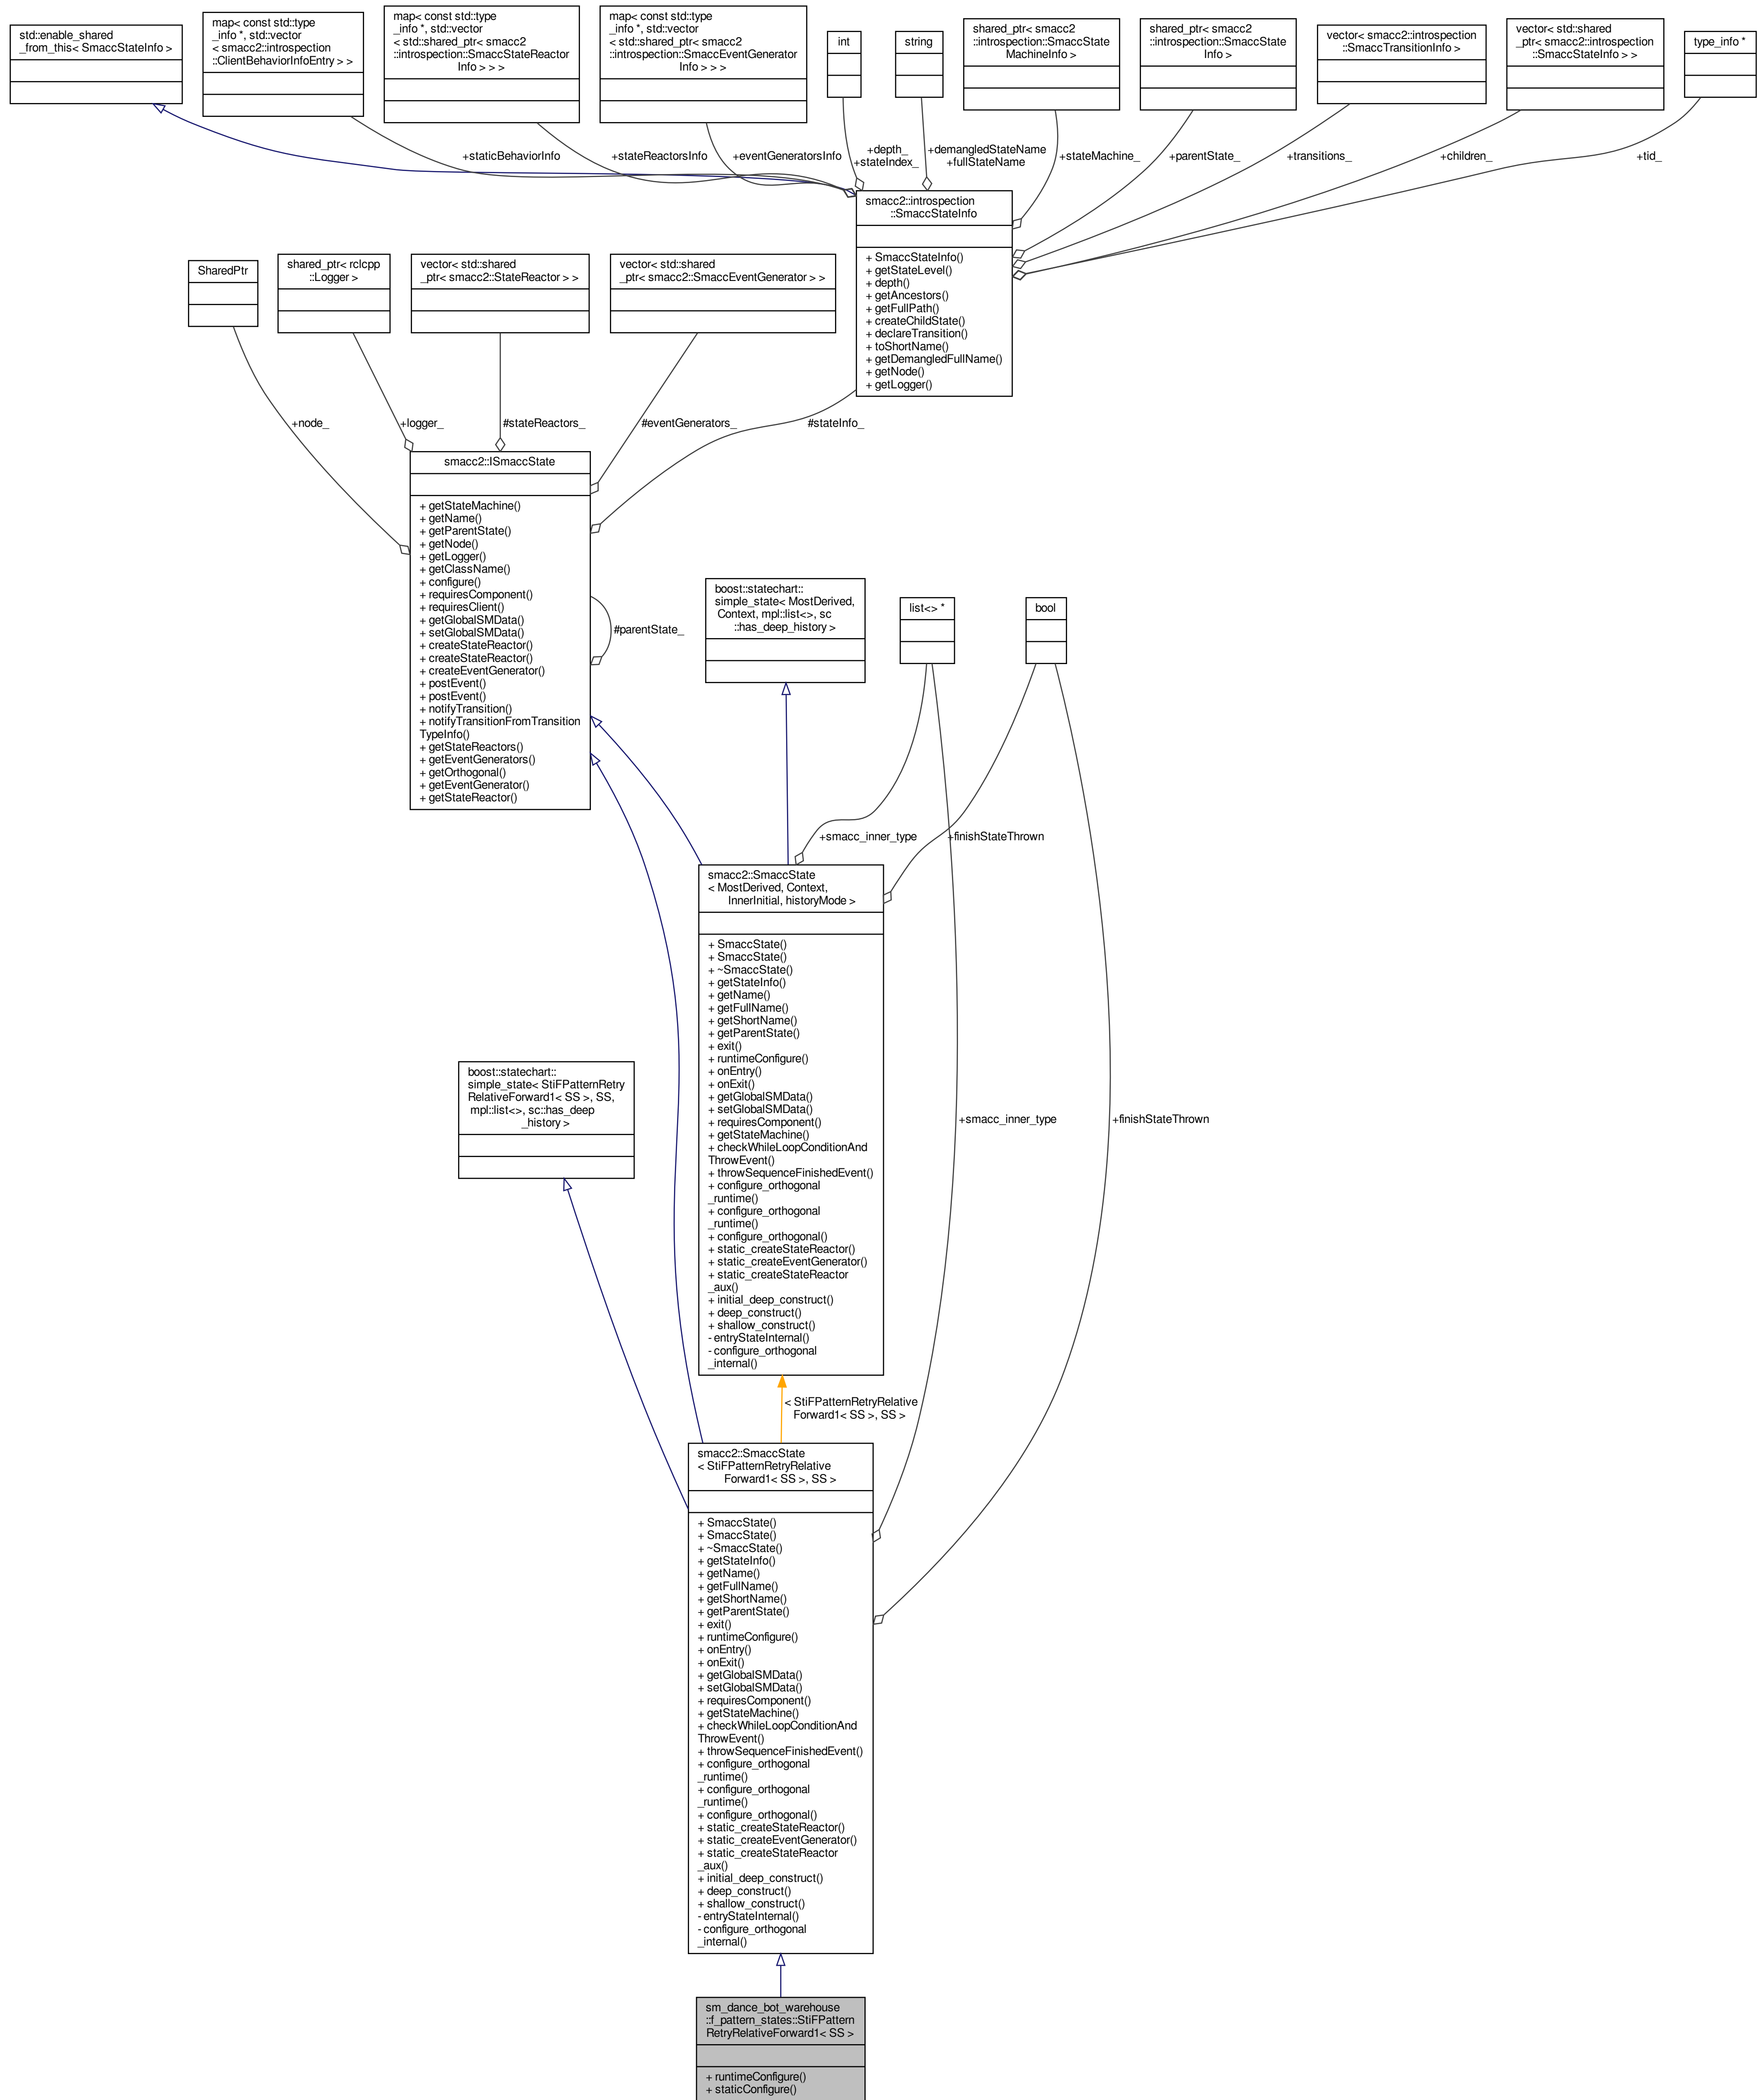 std::enable_shared
_from_this< SmaccStateInfo >
map< const std::type
_info *, std::vector
< smacc2::introspection
::ClientBehaviorInfoEntry > >
map< const std::type
_info *, std::vector
< std::shared_ptr< smacc2
::introspection::SmaccStateReactor
Info > > >
map< const std::type
_info *, std::vector
< std::shared_ptr< smacc2
::introspection::SmaccEventGenerator
Info > > >
int
string
shared_ptr< smacc2
::introspection::SmaccState
MachineInfo >
shared_ptr< smacc2
::introspection::SmaccState
Info >
vector< smacc2::introspection
::SmaccTransitionInfo >
vector< std::shared
_ptr< smacc2::introspection
::SmaccStateInfo > >
type_info *
+staticBehaviorInfo
+stateReactorsInfo
+eventGeneratorsInfo
+depth_
+stateIndex_
+demangledStateName
+fullStateName
+stateMachine_
+parentState_
+transitions_
+children_
+tid_
smacc2::introspection
::SmaccStateInfo
+ SmaccStateInfo()
+ getStateLevel()
+ depth()
+ getAncestors()
+ getFullPath()
+ createChildState()
+ declareTransition()
+ toShortName()
+ getDemangledFullName()
+ getNode()
+ getLogger()
SharedPtr
shared_ptr< rclcpp
::Logger >
vector< std::shared
_ptr< smacc2::StateReactor > >
vector< std::shared
_ptr< smacc2::SmaccEventGenerator > >
+node_
+logger_
#stateReactors_
#eventGenerators_
#stateInfo_
smacc2::ISmaccState
+ getStateMachine()
+ getName()
+ getParentState()
+ getNode()
+ getLogger()
+ getClassName()
+ configure()
+ requiresComponent()
+ requiresClient()
+ getGlobalSMData()
+ setGlobalSMData()
+ createStateReactor()
+ createStateReactor()
+ createEventGenerator()
+ postEvent()
+ postEvent()
+ notifyTransition()
+ notifyTransitionFromTransition
TypeInfo()
+ getStateReactors()
+ getEventGenerators()
+ getOrthogonal()
+ getEventGenerator()
+ getStateReactor()
#parentState_
boost::statechart::
simple_state< MostDerived,
Context, mpl::list<>, sc
::has_deep_history >
list<> *
bool
+smacc_inner_type
+finishStateThrown
smacc2::SmaccState
< MostDerived, Context,
InnerInitial, historyMode >
+ SmaccState()
+ SmaccState()
+ ~SmaccState()
+ getStateInfo()
+ getName()
+ getFullName()
+ getShortName()
+ getParentState()
+ exit()
+ runtimeConfigure()
+ onEntry()
+ onExit()
+ getGlobalSMData()
+ setGlobalSMData()
+ requiresComponent()
+ getStateMachine()
+ checkWhileLoopConditionAnd
ThrowEvent()
+ throwSequenceFinishedEvent()
+ configure_orthogonal
_runtime()
+ configure_orthogonal
_runtime()
+ configure_orthogonal()
+ static_createStateReactor()
+ static_createEventGenerator()
+ static_createStateReactor
_aux()
+ initial_deep_construct()
+ deep_construct()
+ shallow_construct()
- entryStateInternal()
- configure_orthogonal
_internal()
boost::statechart::
simple_state< StiFPatternRetry
RelativeForward1< SS >, SS,
mpl::list<>, sc::has_deep
_history >
+smacc_inner_type
+finishStateThrown
< StiFPatternRetryRelative
Forward1< SS >, SS >
smacc2::SmaccState
< StiFPatternRetryRelative
Forward1< SS >, SS >
+ SmaccState()
+ SmaccState()
+ ~SmaccState()
+ getStateInfo()
+ getName()
+ getFullName()
+ getShortName()
+ getParentState()
+ exit()
+ runtimeConfigure()
+ onEntry()
+ onExit()
+ getGlobalSMData()
+ setGlobalSMData()
+ requiresComponent()
+ getStateMachine()
+ checkWhileLoopConditionAnd
ThrowEvent()
+ throwSequenceFinishedEvent()
+ configure_orthogonal
_runtime()
+ configure_orthogonal
_runtime()
+ configure_orthogonal()
+ static_createStateReactor()
+ static_createEventGenerator()
+ static_createStateReactor
_aux()
+ initial_deep_construct()
+ deep_construct()
+ shallow_construct()
- entryStateInternal()
- configure_orthogonal
_internal()
sm_dance_bot_warehouse
::f_pattern_states::StiFPattern
RetryRelativeForward1< SS >
+ runtimeConfigure()
+ staticConfigure()